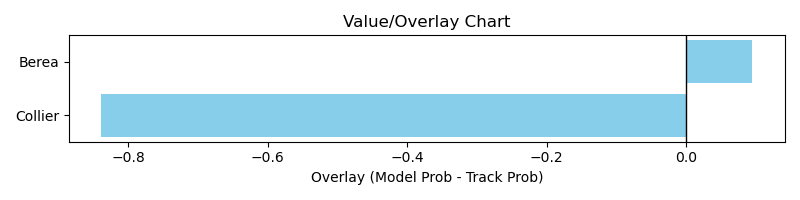 Value/Overlay Chart
Berea
Collier
−0.8 −0.6 −0.4 −0.2 0.0
Overlay (Model Prob - Track Prob)